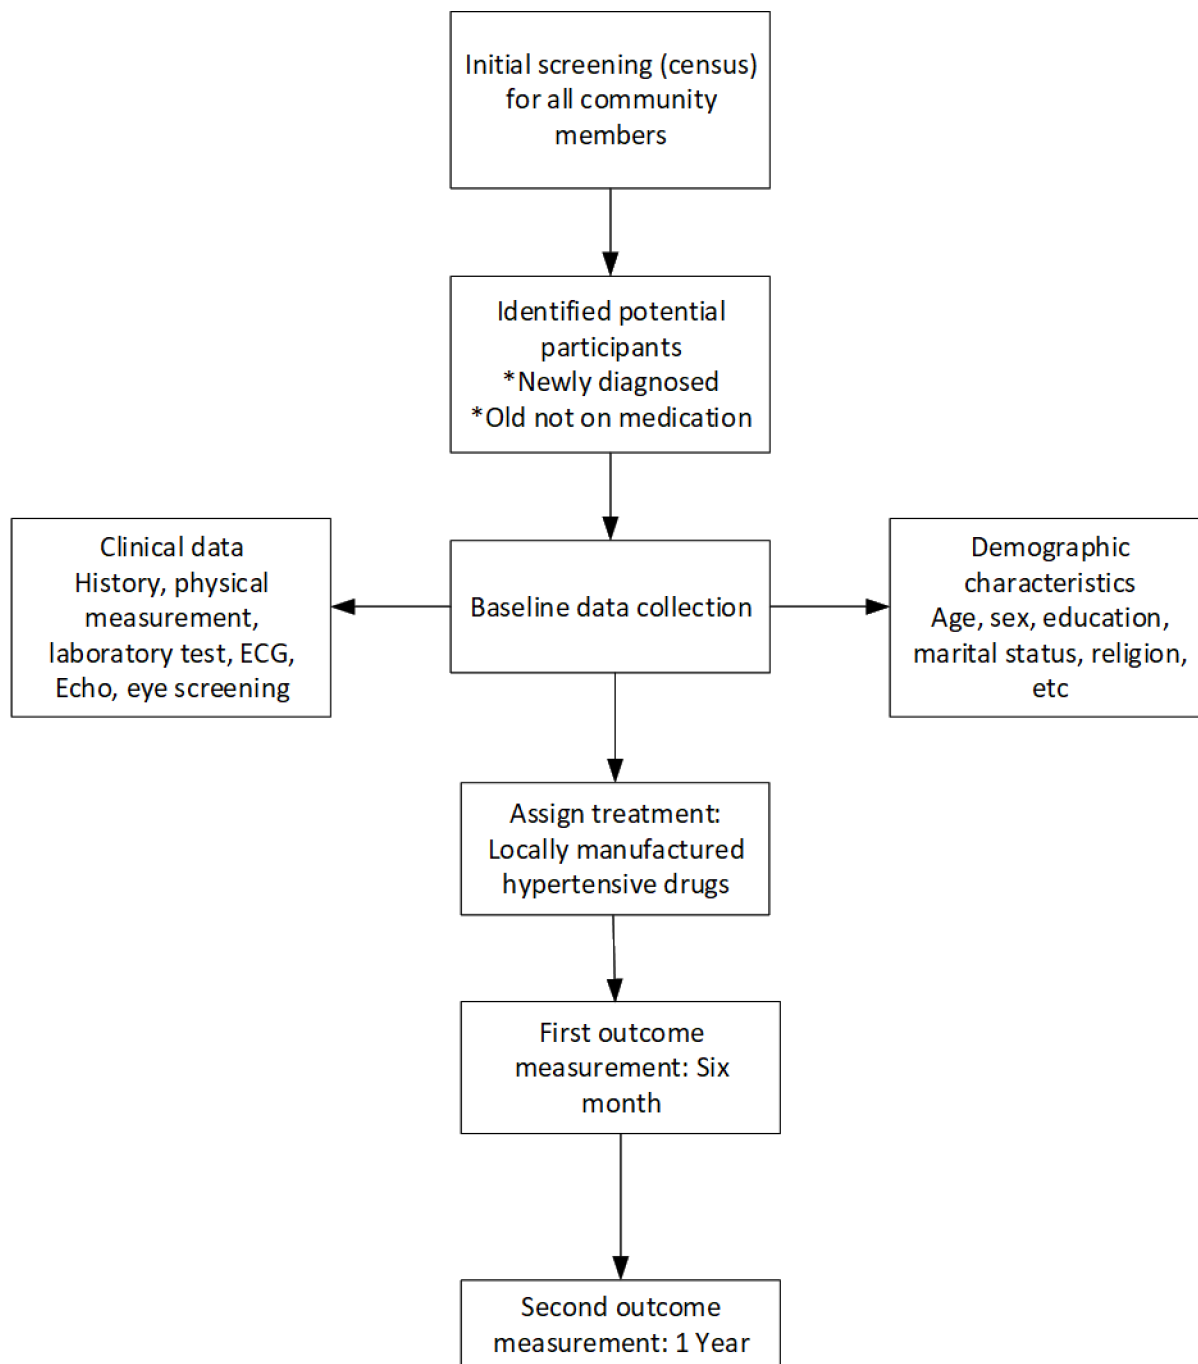 Initial screening (census)
for all community
members
Identified potential
participants
*Newly diagnosed
*Old not on medication
Clinical data
History, physical
measurement,
laboratory test, ECG,
Echo, eye screening
Baseline data collection
Demographic
characteristics
Age, sex, education,
marital status, religion,
etc
Assign treatment:
Locally manufactured
hypertensive drugs
First outcome
measurement: Six
month
Second outcome
measurement: 1 Year